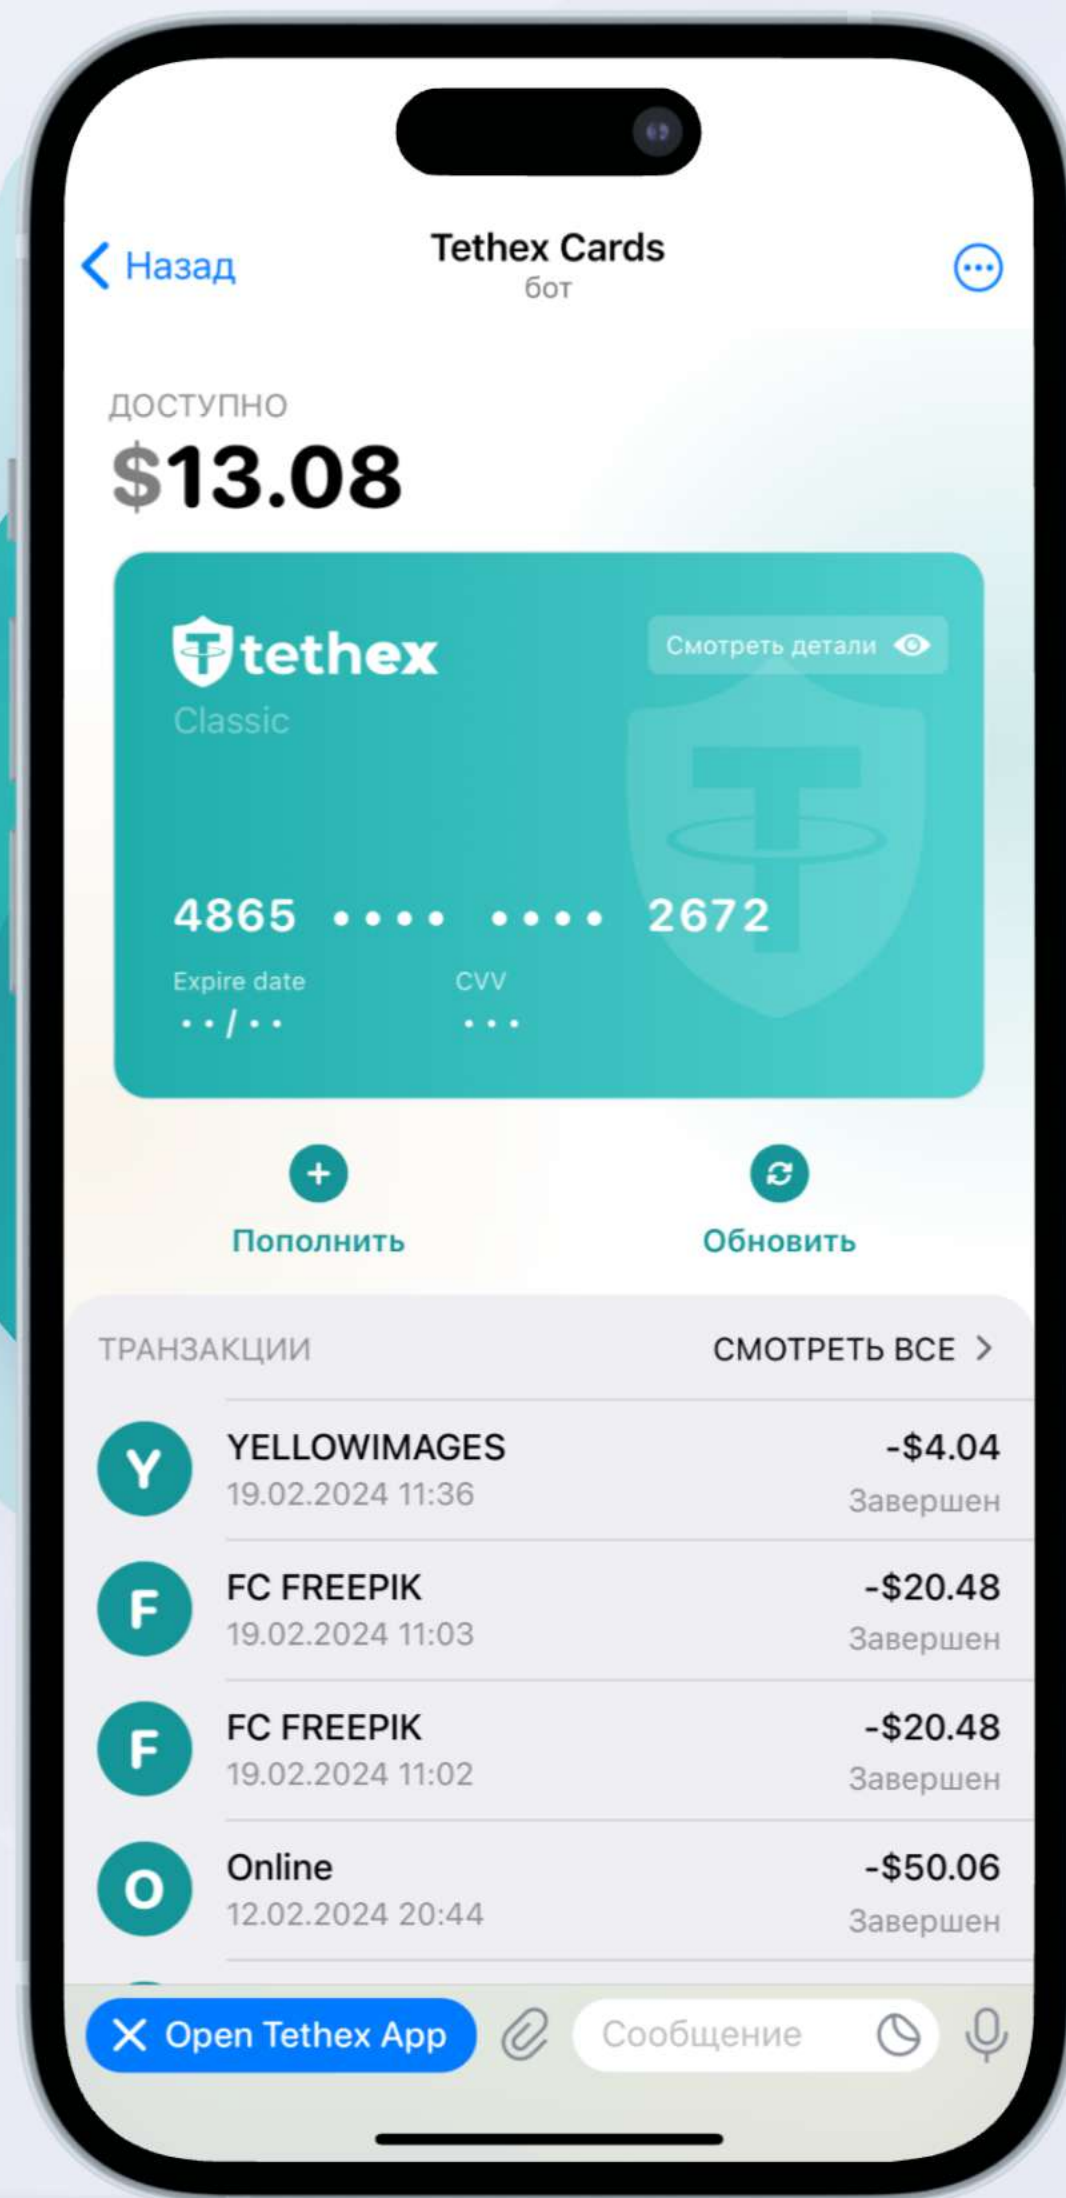 Назад
Tethex Cards
бот
ДОСТУПНО
$13.08
tethex
Смотреть детали
Classic
4865 •••• •••• 2672
Expire date
CVV
••/••
•••
Пополнить
Обновить
ТРАНЗАКЦИИ
СМОТРЕТЬ ВСЕ >
Y
YELLOWIMAGES
-$4.04
19.02.2024 11:36
Завершен
F
FC FREEPIK
-$20.48
19.02.2024 11:03
Завершен
F
FC FREEPIK
-$20.48
19.02.2024 11:02
Завершен
O
Online
-$50.06
12.02.2024 20:44
Завершен
Open Tethex App
Сообщение